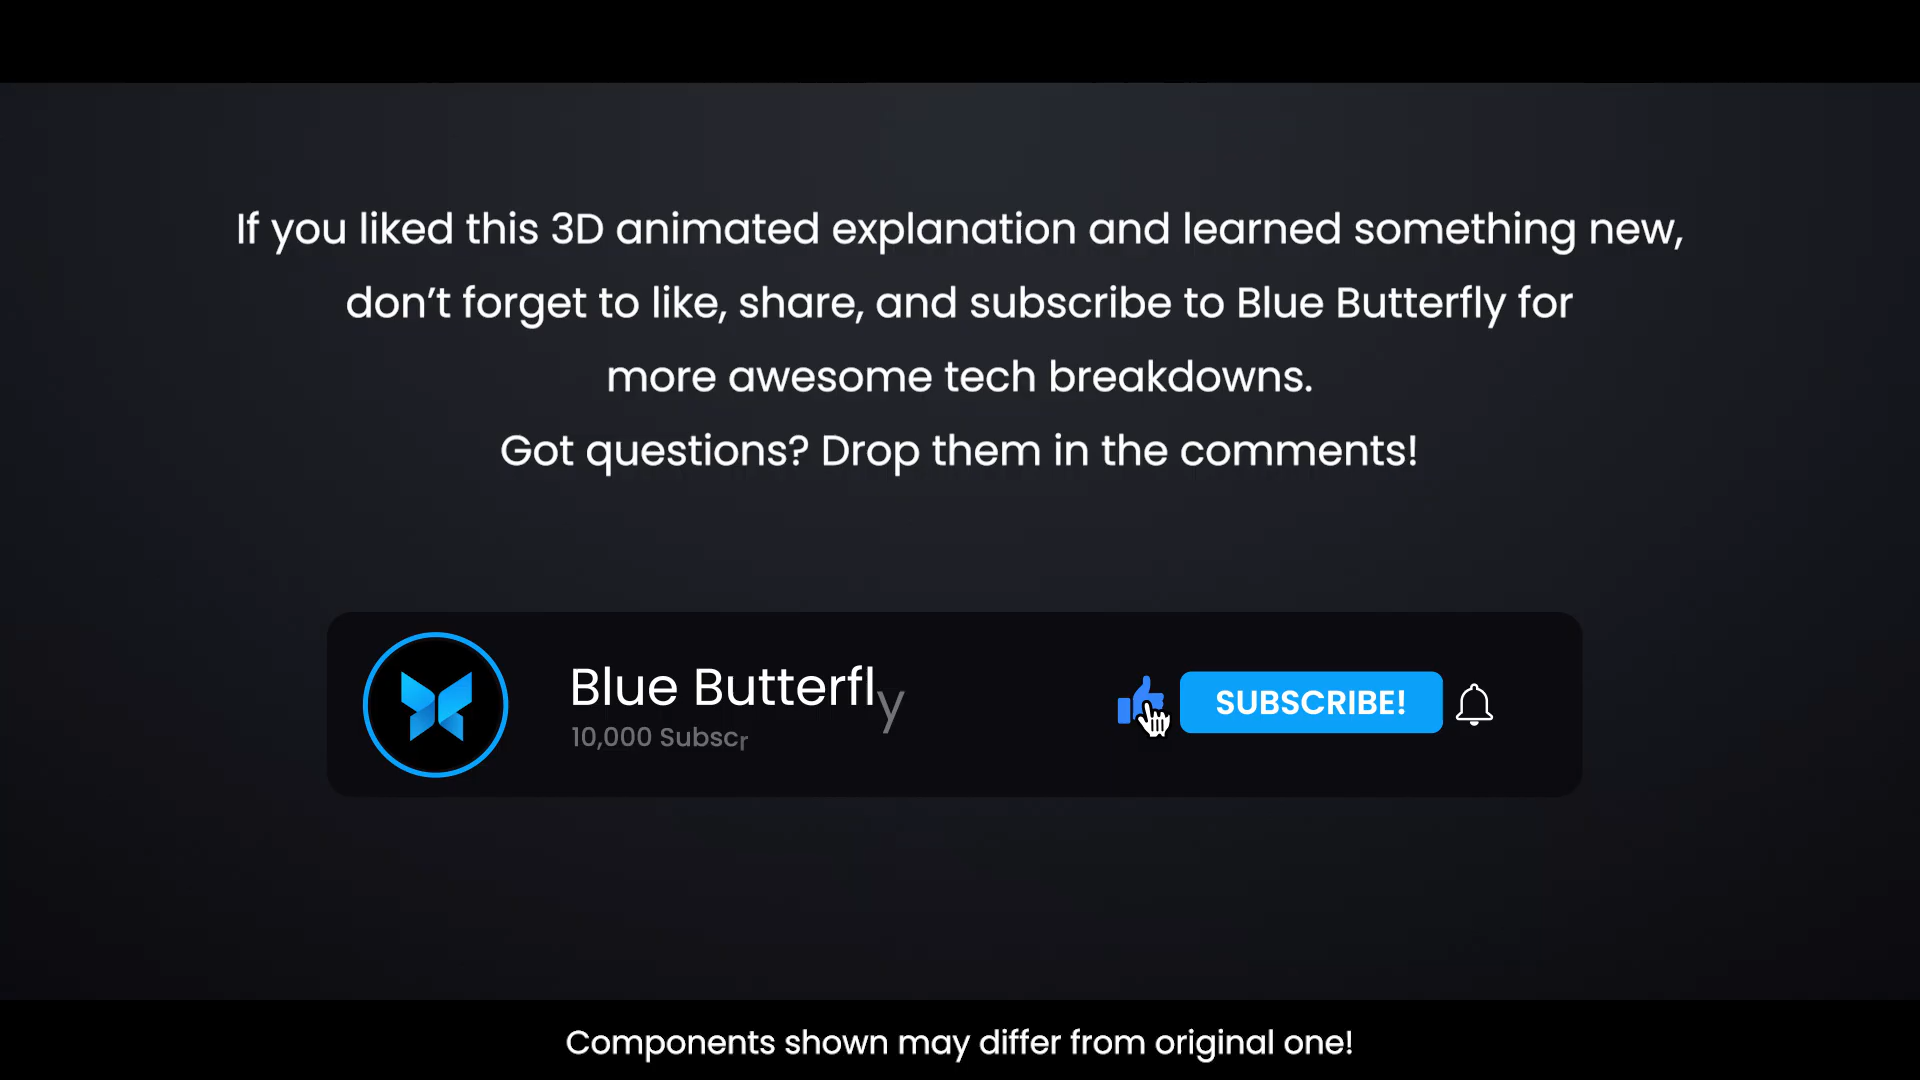 If you liked this 3D animated explanation and learned something new,
don’t forget to like, share, and subscribe to Blue Butterfly for
more awesome tech breakdowns.
Got questions? Drop them in the comments!
Blue Butterfly
10,000 Subscr
SUBSCRIBE!
Components shown may differ from original one!